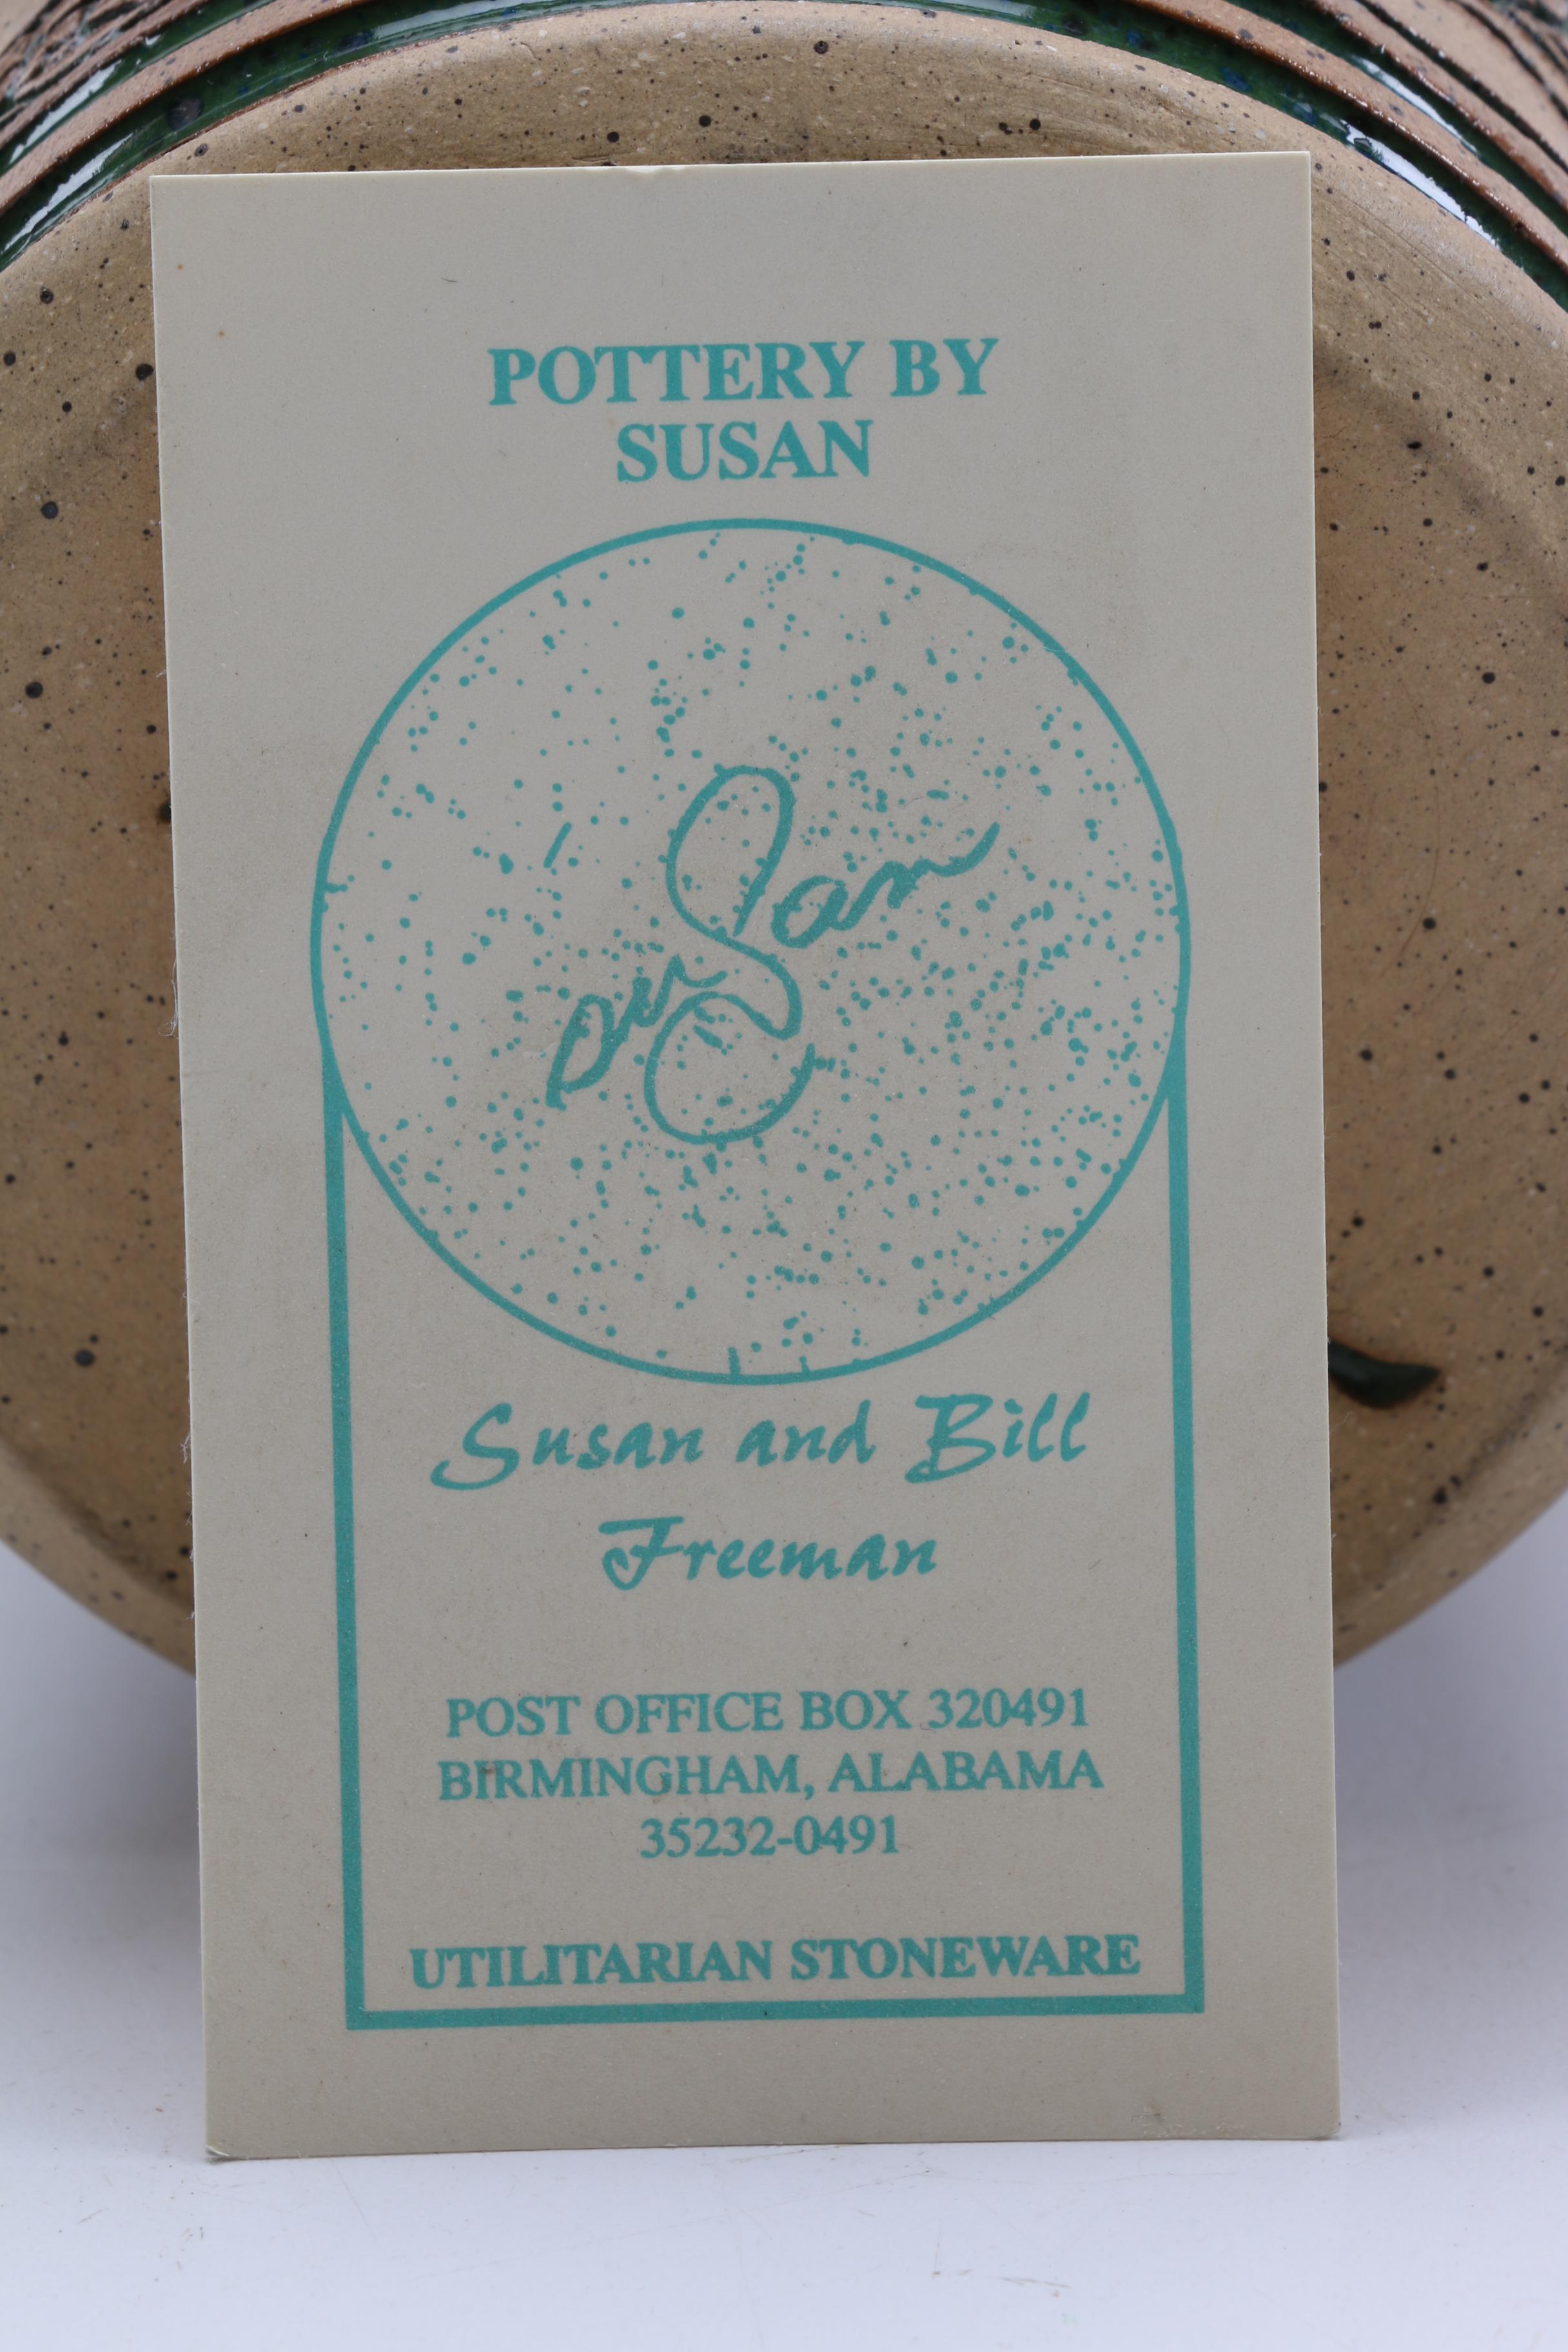 POTTERY BY
SUSAN
Susan
Susan and Bill
Freeman
POST OFFICE BOX 320491
BIRMINGHAM, ALABAMA
35232-0491
UTILITARIAN STONEWARE